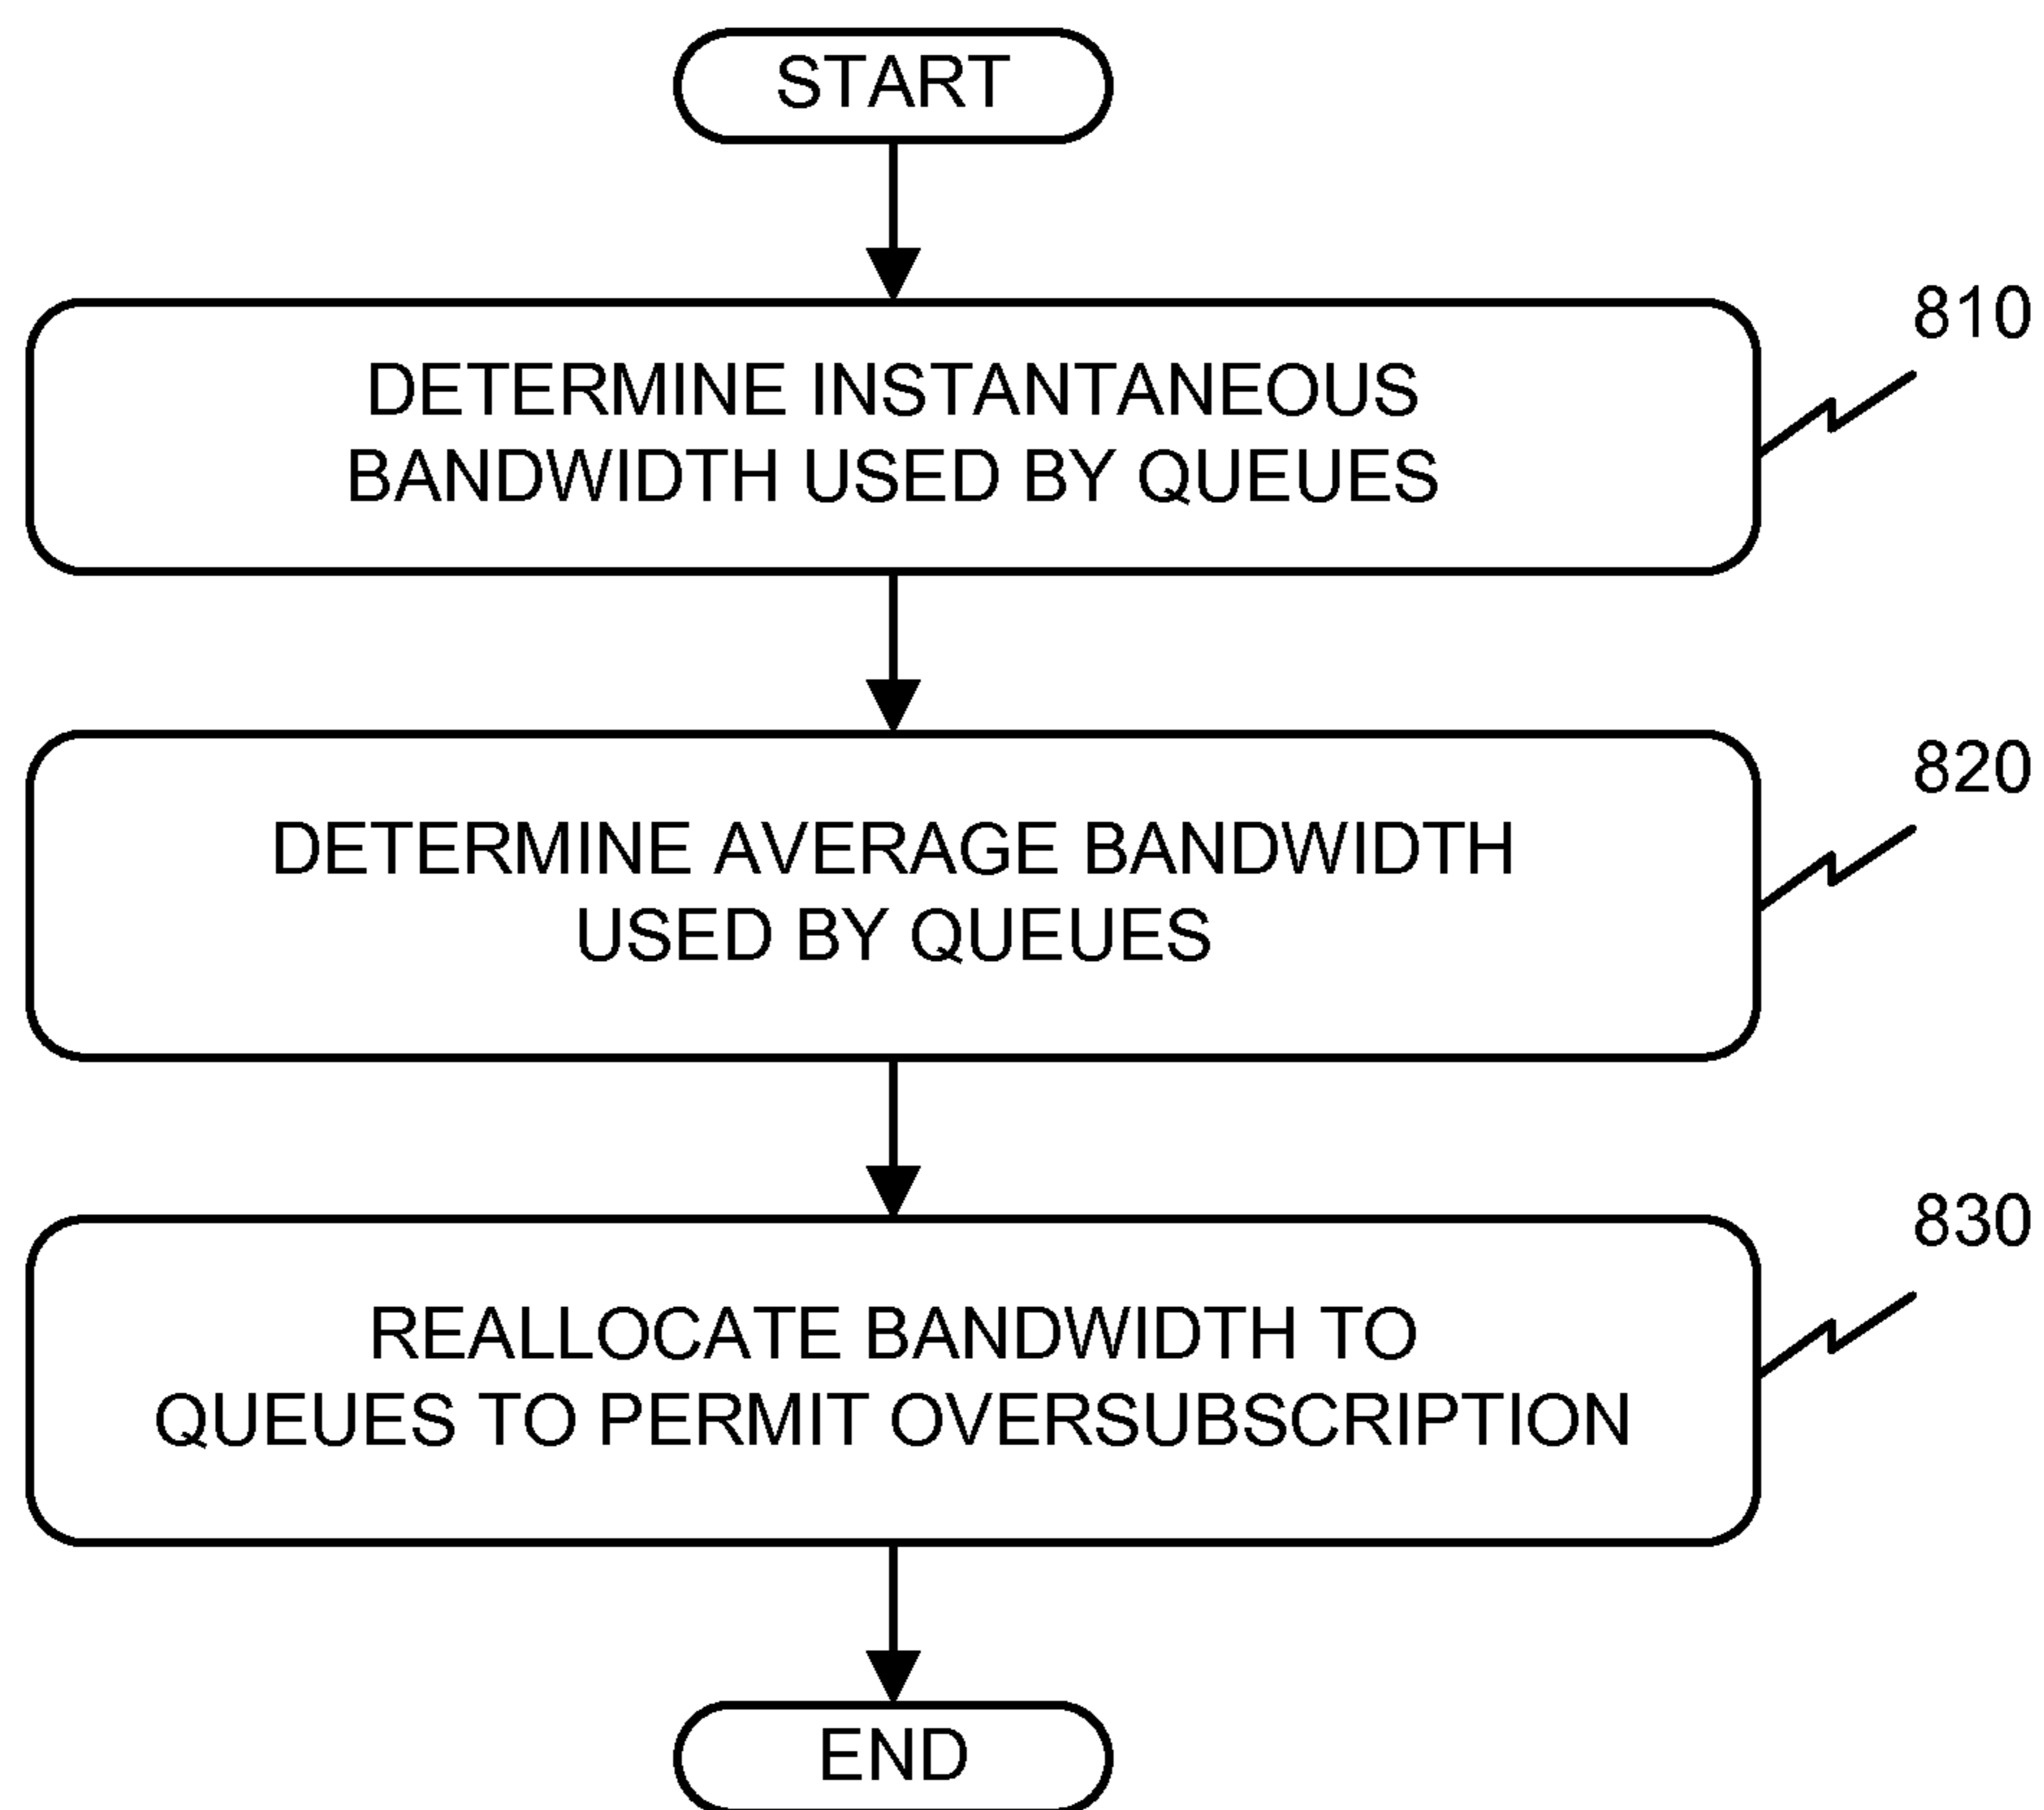 START
810
DETERMINE INSTANTANEOUS
BANDWIDTH USED BY QUEUES
820
DETERMINE AVERAGE BANDWIDTH
USED BY QUEUES
830
REALLOCATE BANDWIDTH TO
QUEUES TO PERMIT OVERSUBSCRIPTION
END